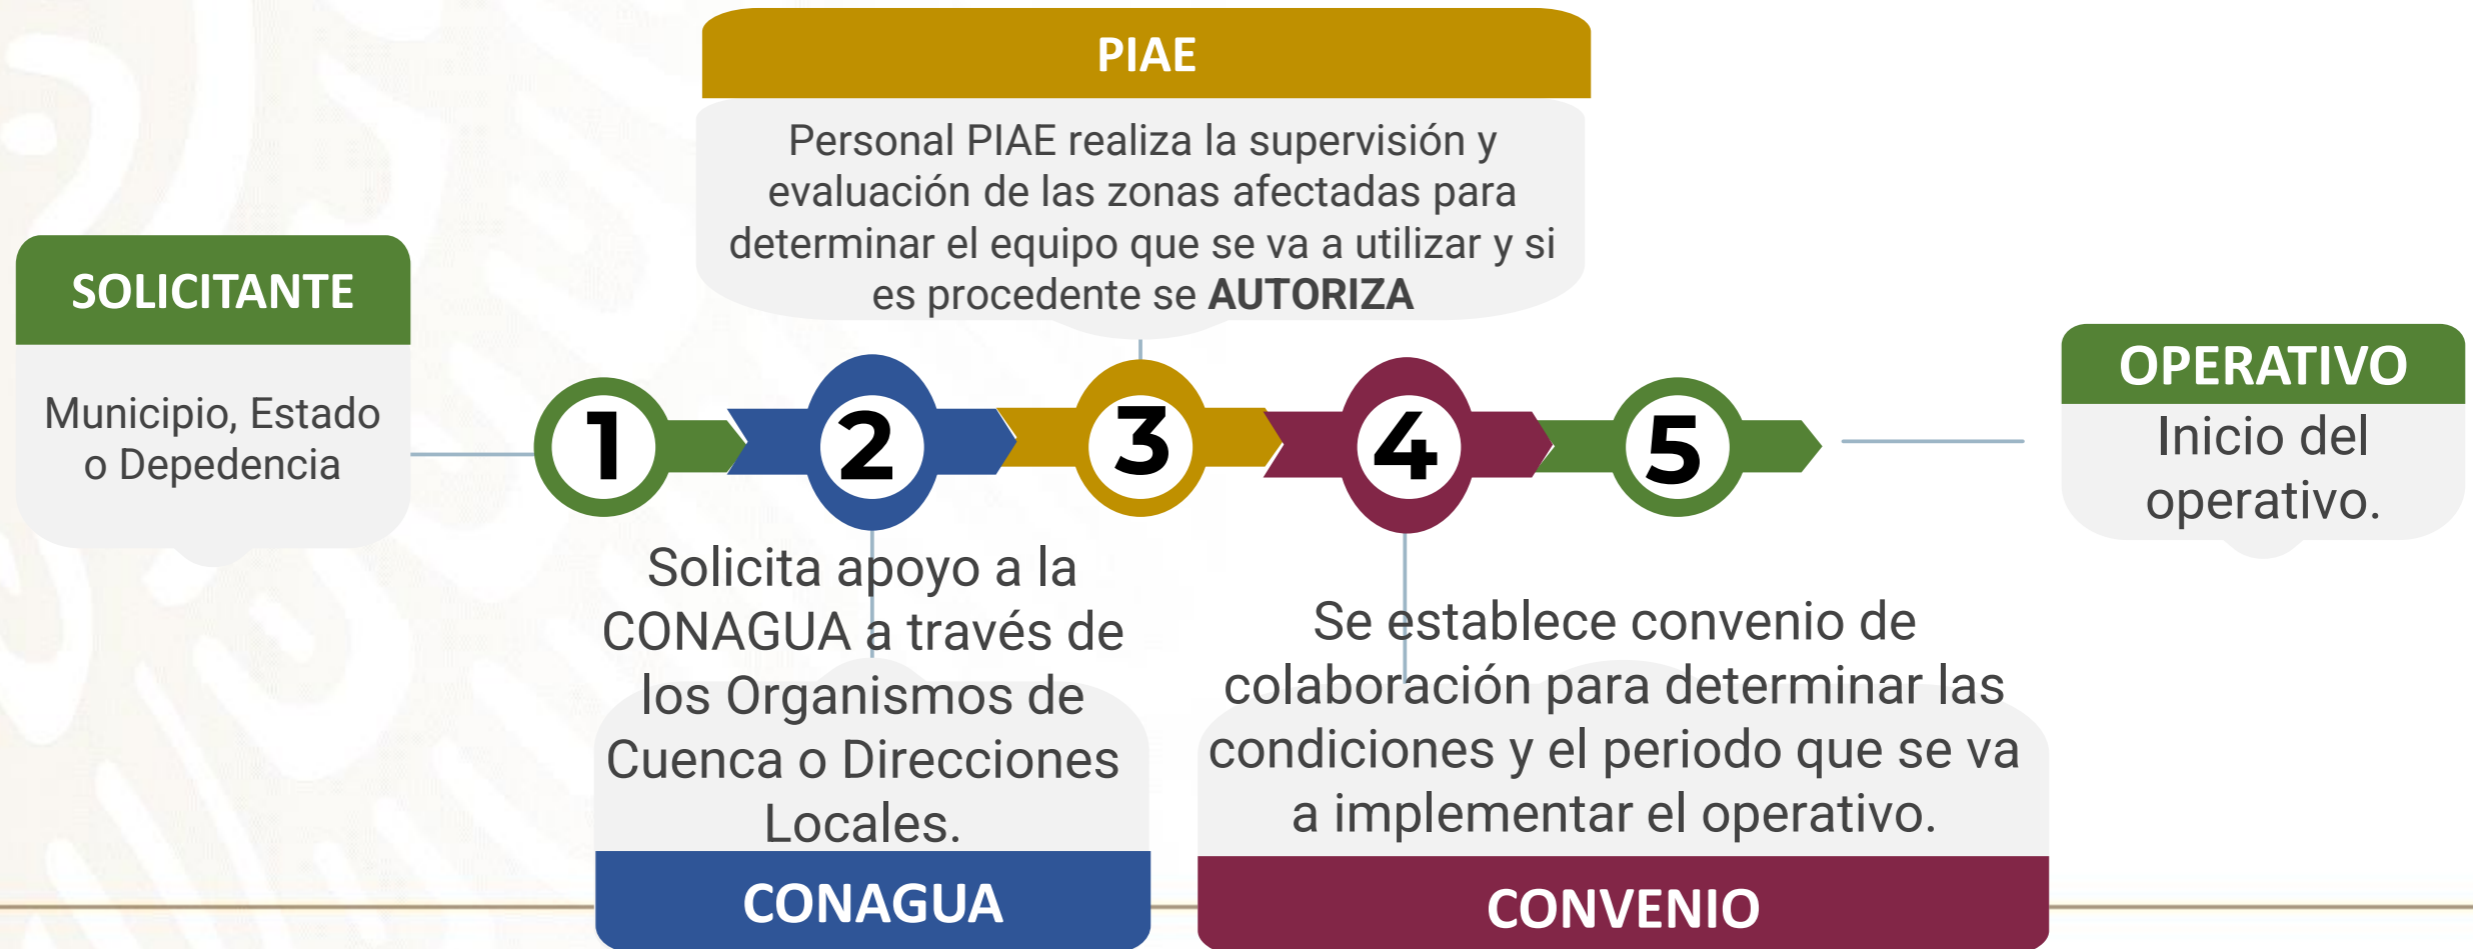 SOLICITANTE
Municipio, Estado
o Depedencia
1
2
Solicita apoyo a la
CONAGUA a través de
los Organismos de
Cuenca o Direcciones
Locales.
CONAGUA
PIAE
Personal PIAE realiza la supervisión y
evaluación de las zonas afectadas para
determinar el equipo que se va a utilizar y si
es procedente se AUTORIZA
3
4
Se establece convenio de
colaboración para determinar las
condiciones y el periodo que se va
a implementar el operativo.
CONVENIO
5
OPERATIVO
Inicio del
operativo.